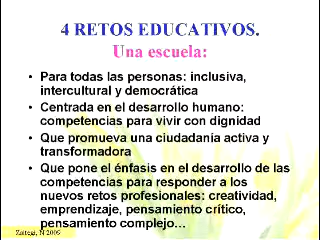 4 RETOS EDUCATIVOS.
Una escuela:
• Para todas las personas: inclusiva,
intercultural y democrática
• Centrada en el desarrollo humano:
competencias para vivir con dignidad
• Que promueva una ciudadanía activa y
transformadora
• Que pone el énfasis en el desarrollo de las
competencias para responder a los
nuevos retos profesionales: creatividad,
emprendizaje, pensamiento crítico,
pensamiento complejo…
Zaitegi, N 2009